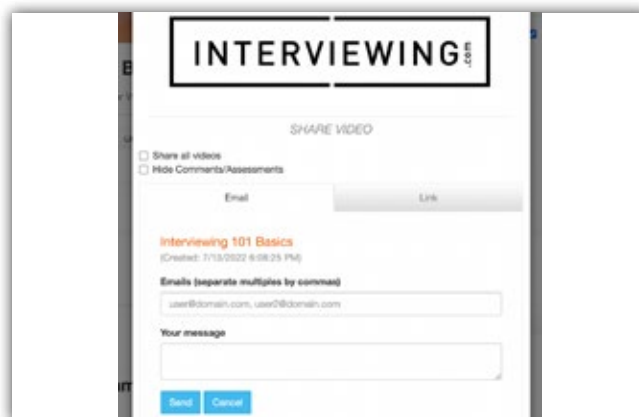 INTERVIEWING.com
SHARE VIDEO
Share all videos
Hide Comments/Assessments
Email
Link
Interviewing 101 Basics
(Created: 7/13/2022 6:08:25 PM)
Emails (separate multiples by commas)
user@domain.com, user2@domain.com
Your message
Send
Cancel